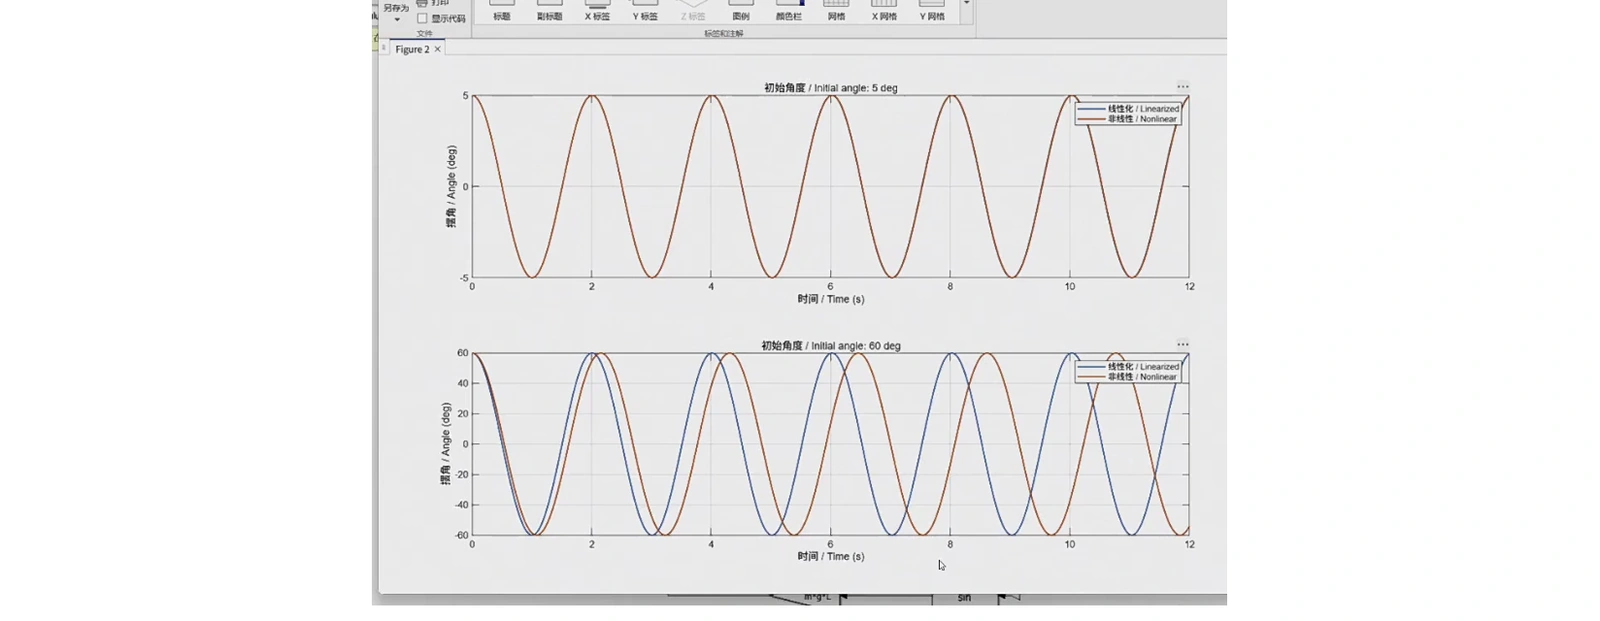 另存为
打印
显示代码
标题
副标题
X 标签
Y 标签
Z 标签
图例
颜色栏
网格
X 网格
Y 网格
文件
标签和注解
Figure 2 ×
初始角度 / Initial angle: 5 deg
线性化 / Linearized
非线性 / Nonlinear
摆角 / Angle (deg)
5
0
-5
0 2 4 6 8 10 12
时间 / Time (s)
初始角度 / Initial angle: 60 deg
线性化 / Linearized
非线性 / Nonlinear
摆角 / Angle (deg)
60
40
20
0
-20
-40
-60
0 2 4 6 8 10 12
时间 / Time (s)
m*g*L
sin